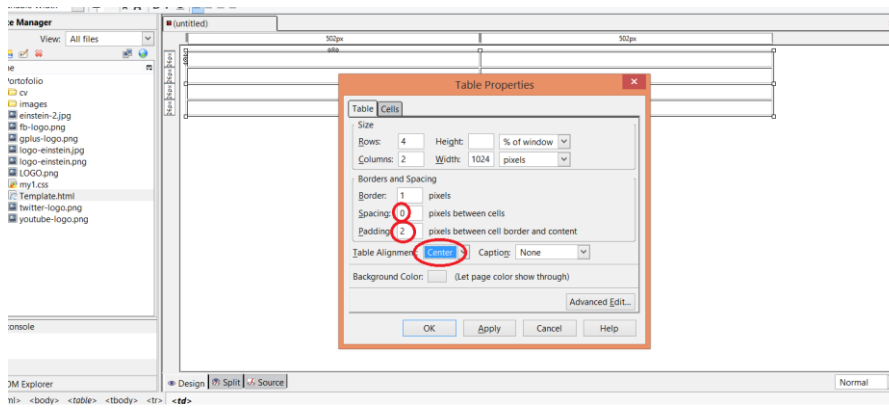 te Manager
(untitled)
View: All files
502px
502px
Portofolio
cv
images
einstein-2.jpg
fb-logo.png
gplus-logo.png
logo-einstein.jpg
logo-einstein.png
LOGO.png
my1.css
Template.html
twitter-logo.png
youtube-logo.png
Table Properties
Table Cells
Size
Rows: 4 Height: % of window
Columns: 2 Width: 1024 pixels
Borders and Spacing
Border: 1 pixels
Spacing: 0 pixels between cells
Padding: 2 pixels between cell border and content
Table Alignment: Center Caption: None
Background Color: (Let page color show through)
Advanced Edit...
OK Apply Cancel Help
onsole
OM Explorer
Design Split Source
Normal
ml> <body> <table> <tbody> <tr> <td>